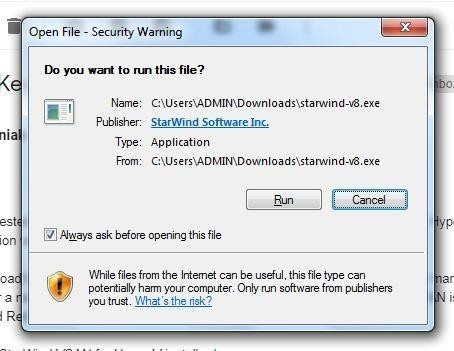 Open File - Security Warning
Do you want to run this file?
Name: C:\Users\ADMIN\Downloads\starwind-v8.exe
Publisher: StarWind Software Inc.
Type: Application
From: C:\Users\ADMIN\Downloads\starwind-v8.exe
Run Cancel
Always ask before opening this file
While files from the Internet can be useful, this file type can
potentially harm your computer. Only run software from publishers
you trust. What's the risk?